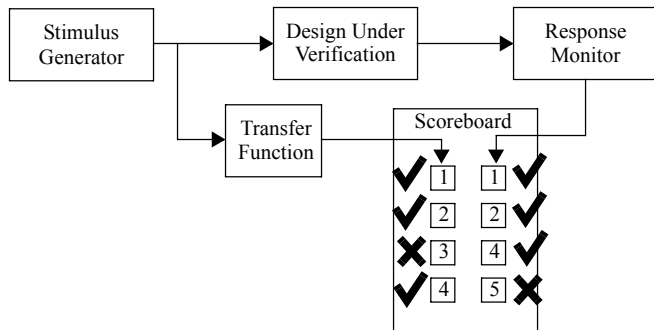 Stimulus
Generator
Design Under
Verification
Response
Monitor
Transfer
Function
Scoreboard
1 1
2 2
3 4
4 5